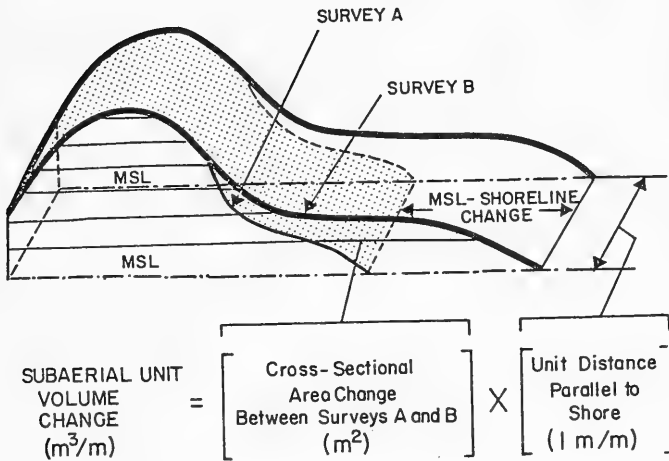 SURVEY A
SURVEY B
MSL
MSL-SHORELINE
CHANGE
MSL
SUBAERIAL UNIT
VOLUME
CHANGE
(m³/m)
=
Cross-Sectional
Area Change
Between Surveys A and B
(m²)
X
Unit Distance
Parallel to
Shore
(1 m/m)